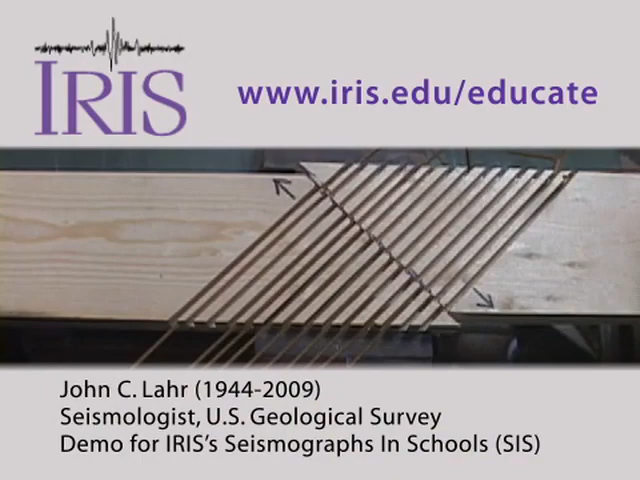 IRIS
www.iris.edu/educate
John C. Lahr (1944-2009)
Seismologist, U.S. Geological Survey
Demo for IRIS's Seismographs In Schools (SIS)